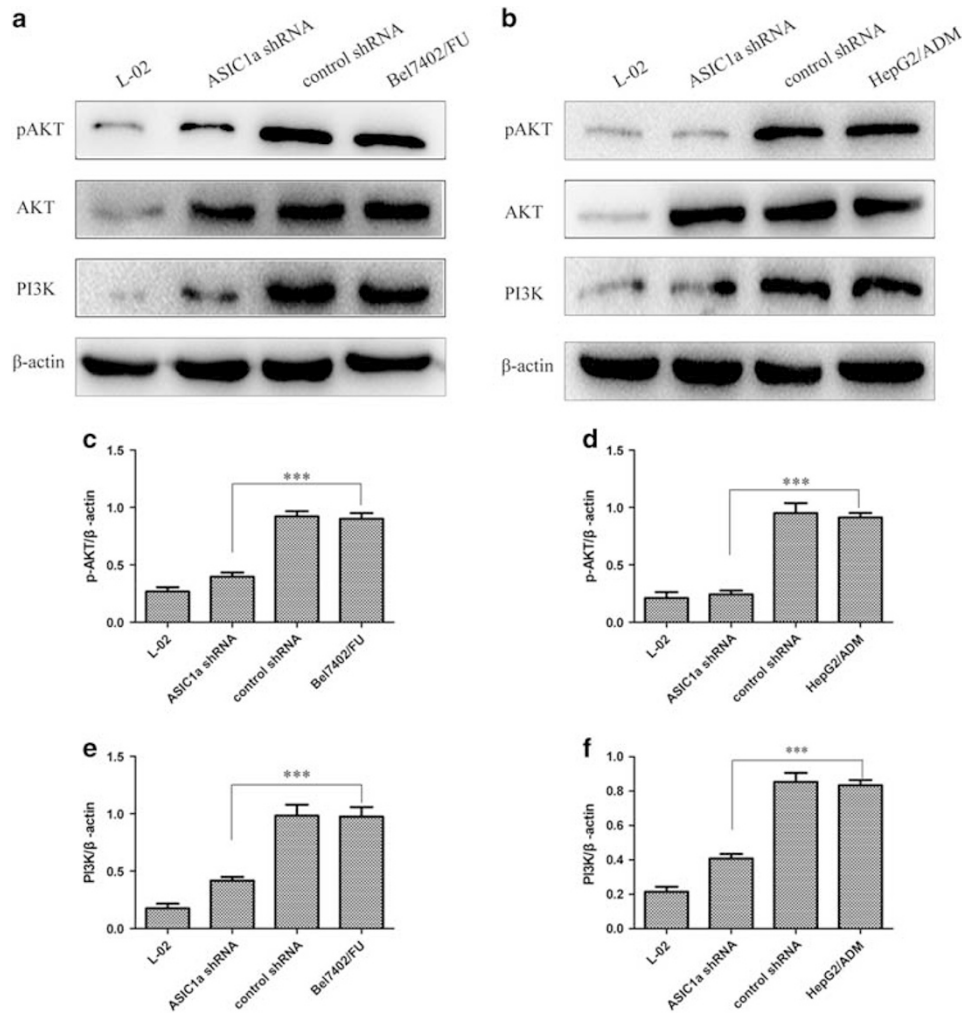 a
L-02
ASIC1a shRNA
control shRNA
Bel7402/FU
pAKT
AKT
PI3K
β-actin
b
L-02
ASIC1a shRNA
control shRNA
HepG2/ADM
pAKT
AKT
PI3K
β-actin
c
p-AKT/β -actin
1.5
1.0
0.5
0.0
***
L-02
ASIC1a shRNA
control shRNA
Bel7402/FU
d
p-AKT/β -actin
1.5
1.0
0.5
0.0
***
L-02
ASIC1a shRNA
control shRNA
HepG2/ADM
e
PI3K/β -actin
1.5
1.0
0.5
0.0
***
L-02
ASIC1a shRNA
control shRNA
Bel7402/FU
f
PI3K/β -actin
1.0
0.8
0.6
0.4
0.2
0.0
***
L-02
ASIC1a shRNA
control shRNA
HepG2/ADM